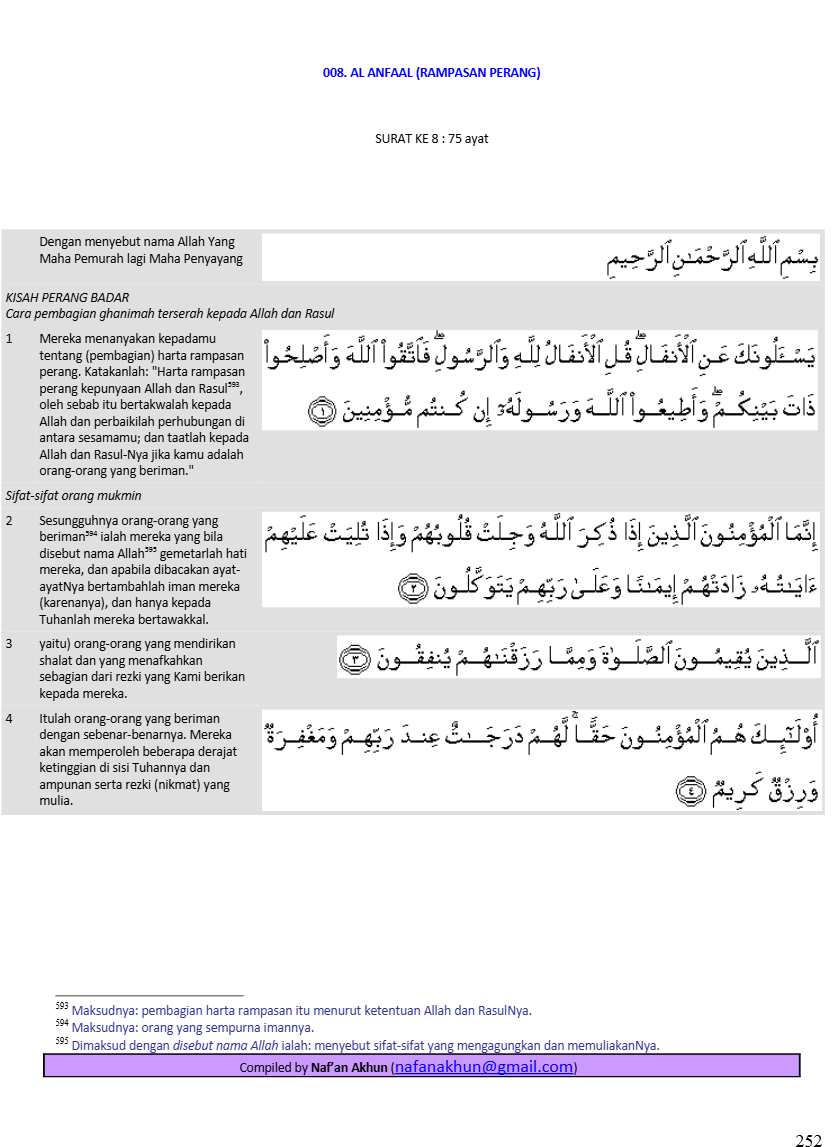 008. AL ANFAAL (RAMPASAN PERANG)
SURAT KE 8 : 75 ayat
Dengan menyebut nama Allah Yang
Maha Pemurah lagi Maha Penyayang
بِسْمِ ٱللَّهِ ٱلرَّحْمَـٰنِ ٱلرَّحِيمِ
KISAH PERANG BADAR
Cara pembagian ghanimah terserah kepada Allah dan Rasul
1 Mereka menanyakan kepadamu
tentang (pembagian) harta rampasan
perang. Katakanlah: "Harta rampasan
perang kepunyaan Allah dan Rasul⁵⁹³,
oleh sebab itu bertakwalah kepada
Allah dan perbaikilah perhubungan di
antara sesamamu; dan taatlah kepada
Allah dan Rasul-Nya jika kamu adalah
orang-orang yang beriman."
يَسْـَٔلُونَكَ عَنِ ٱلْأَنفَالِ ۖ قُلِ ٱلْأَنفَالُ لِلَّهِ وَٱلرَّسُولِ ۖ فَٱتَّقُوا۟ ٱللَّهَ وَأَصْلِحُوا۟
ذَاتَ بَيْنِكُمْ ۖ وَأَطِيعُوا۟ ٱللَّهَ وَرَسُولَهُۥٓ إِن كُنتُم مُّؤْمِنِينَ ﴿١﴾
Sifat-sifat orang mukmin
2 Sesungguhnya orang-orang yang
beriman⁵⁹⁴ ialah mereka yang bila
disebut nama Allah⁵⁹⁵ gemetarlah hati
mereka, dan apabila dibacakan ayat-
ayatNya bertambahlah iman mereka
(karenanya), dan hanya kepada
Tuhanlah mereka bertawakkal.
إِنَّمَا ٱلْمُؤْمِنُونَ ٱلَّذِينَ إِذَا ذُكِرَ ٱللَّهُ وَجِلَتْ قُلُوبُهُمْ وَإِذَا تُلِيَتْ عَلَيْهِمْ
ءَايَـٰتُهُۥ زَادَتْهُمْ إِيمَـٰنًا وَعَلَىٰ رَبِّهِمْ يَتَوَكَّلُونَ ﴿٢﴾
3 yaitu) orang-orang yang mendirikan
shalat dan yang menafkahkan
sebagian dari rezki yang Kami berikan
kepada mereka.
ٱلَّذِينَ يُقِيمُونَ ٱلصَّلَوٰةَ وَمِمَّا رَزَقْنَـٰهُمْ يُنفِقُونَ ﴿٣﴾
4 Itulah orang-orang yang beriman
dengan sebenar-benarnya. Mereka
akan memperoleh beberapa derajat
ketinggian di sisi Tuhannya dan
ampunan serta rezki (nikmat) yang
mulia.
أُو۟لَـٰٓئِكَ هُمُ ٱلْمُؤْمِنُونَ حَقًّا ۚ لَّهُمْ دَرَجَـٰتٌ عِندَ رَبِّهِمْ وَمَغْفِرَةٌ
وَرِزْقٌ كَرِيمٌ ﴿٤﴾
⁵⁹³ Maksudnya: pembagian harta rampasan itu menurut ketentuan Allah dan RasulNya.
⁵⁹⁴ Maksudnya: orang yang sempurna imannya.
⁵⁹⁵ Dimaksud dengan disebut nama Allah ialah: menyebut sifat-sifat yang mengagungkan dan memuliakanNya.
Compiled by Naf'an Akhun (nafanakhun@gmail.com)
252